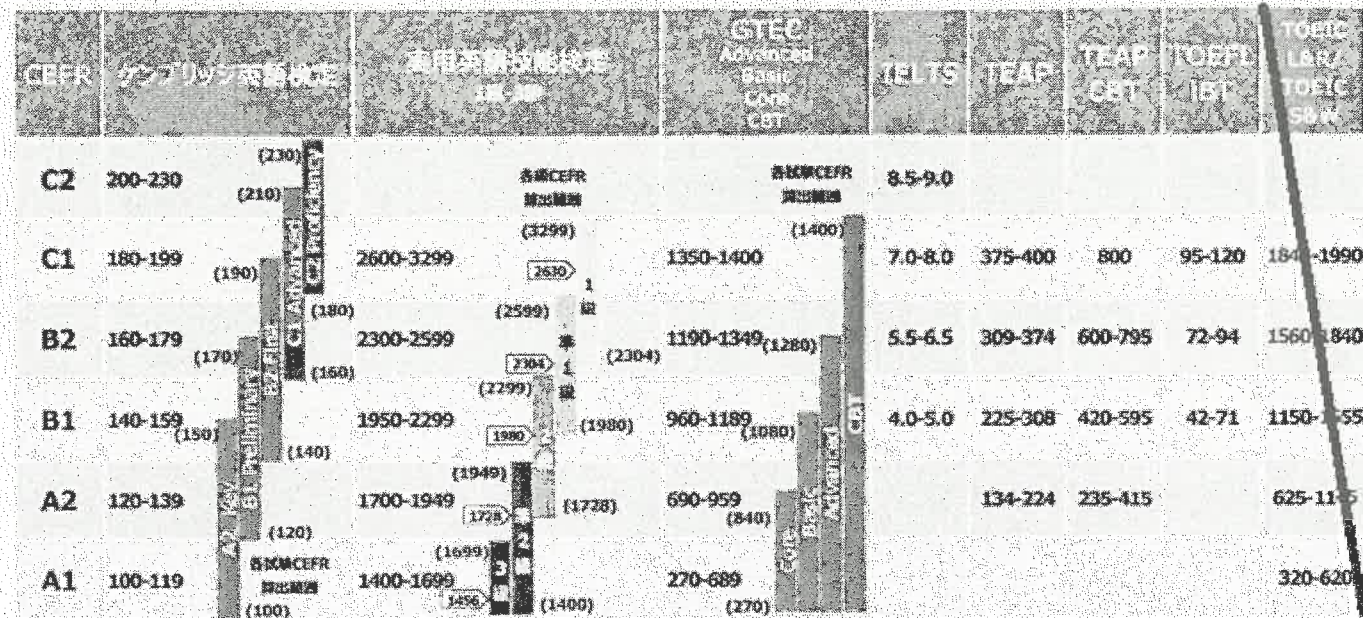 CEFR
ケンブリッジ英語検定
実用英語技能検定
1級-3級
GTEC
Advanced
Basic
Core
CBT
IELTS
TEAP
TEAP
CBT
TOEFL
iBT
TOEIC
L&R/
TOEIC
S&W
C2
200-230
(230)
(210)
各級CEFR
算出範囲
各試験CEFR
算出範囲
8.5-9.0
C1
180-199
(190)
(180)
2600-3299
(3299)
2630
1級
1350-1400
(1400)
7.0-8.0
375-400
800
95-120
-1990
B2
160-179
(170)
(160)
2300-2599
(2599)
2304
準1級
(2304)
1190-1349
(1280)
5.5-6.5
309-374
600-795
72-94
1560
840
B1
140-159
(150)
(140)
1950-2299
(2299)
1980
(1980)
960-1189
(1080)
4.0-5.0
225-308
420-595
42-71
1150-
A2
120-139
(120)
1700-1949
(1949)
1728
(1728)
690-959
(840)
134-224
235-415
625-11
A1
100-119
各試験CEFR
算出範囲
(100)
1400-1699
(1699)
1456
(1400)
270-689
(270)
320-620
A2 Key
B1 Preliminary
B2 First
C1 Advanced
C2 Proficiency
Core
Basic
Advanced
CBT